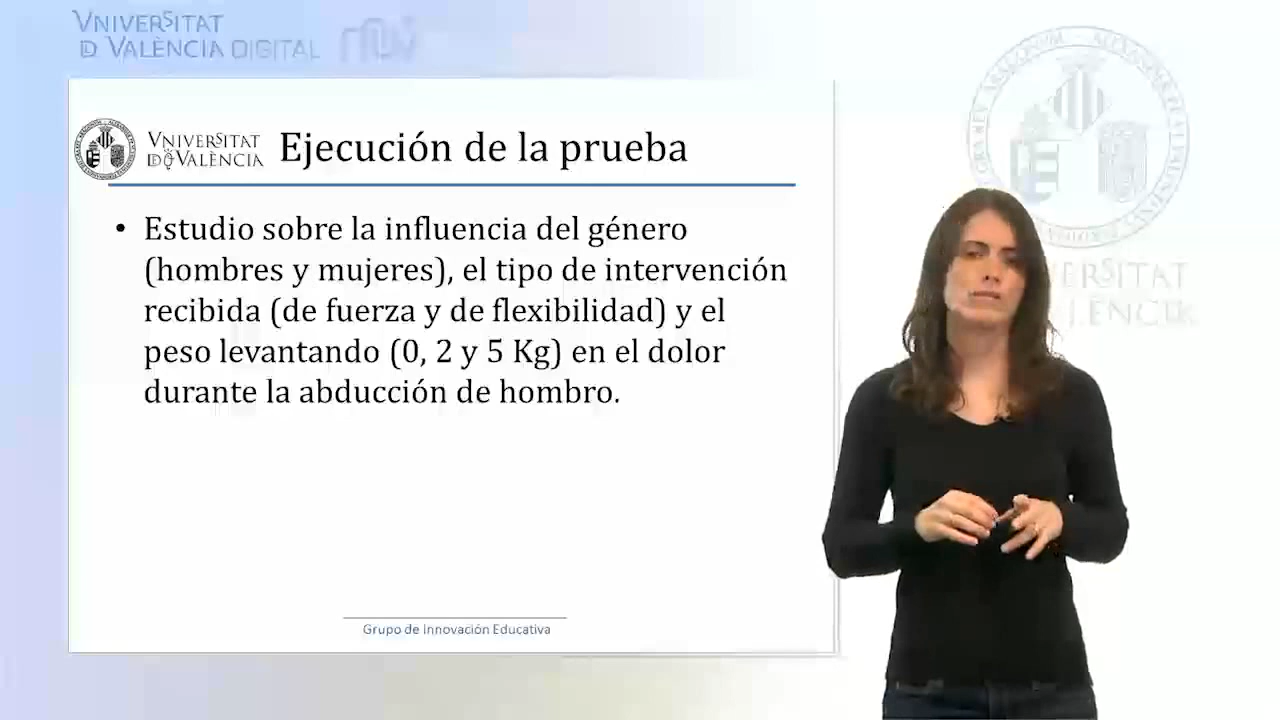 VNIVERSITAT
D VALÈNCIA DIGITAL
VNIVERSITAT
D VALÈNCIA
Ejecución de la prueba
• Estudio sobre la influencia del género
(hombres y mujeres), el tipo de intervención
recibida (de fuerza y de flexibilidad) y el
peso levantando (0, 2 y 5 Kg) en el dolor
durante la abducción de hombro.
Grupo de Innovación Educativa